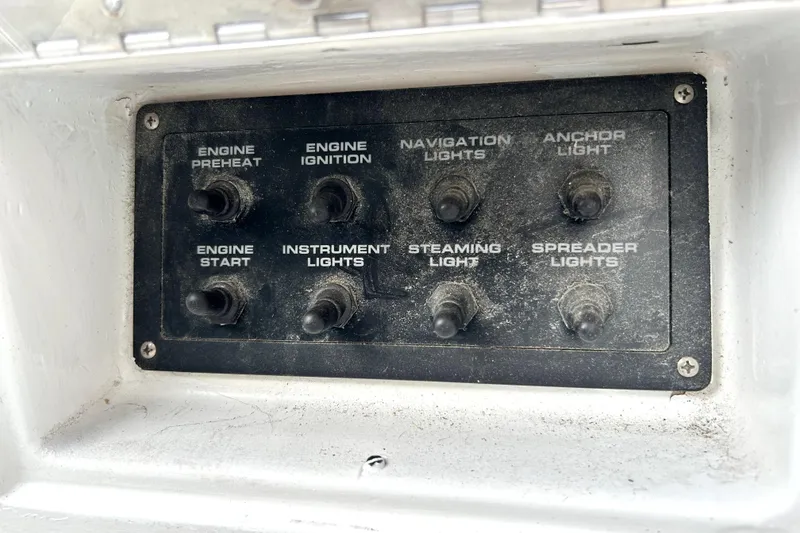 ENGINE
PREHEAT
ENGINE
IGNITION
NAVIGATION
LIGHTS
ANCHOR
LIGHT
ENGINE
START
INSTRUMENT
LIGHTS
STEAMING
LIGHT
SPREADER
LIGHTS